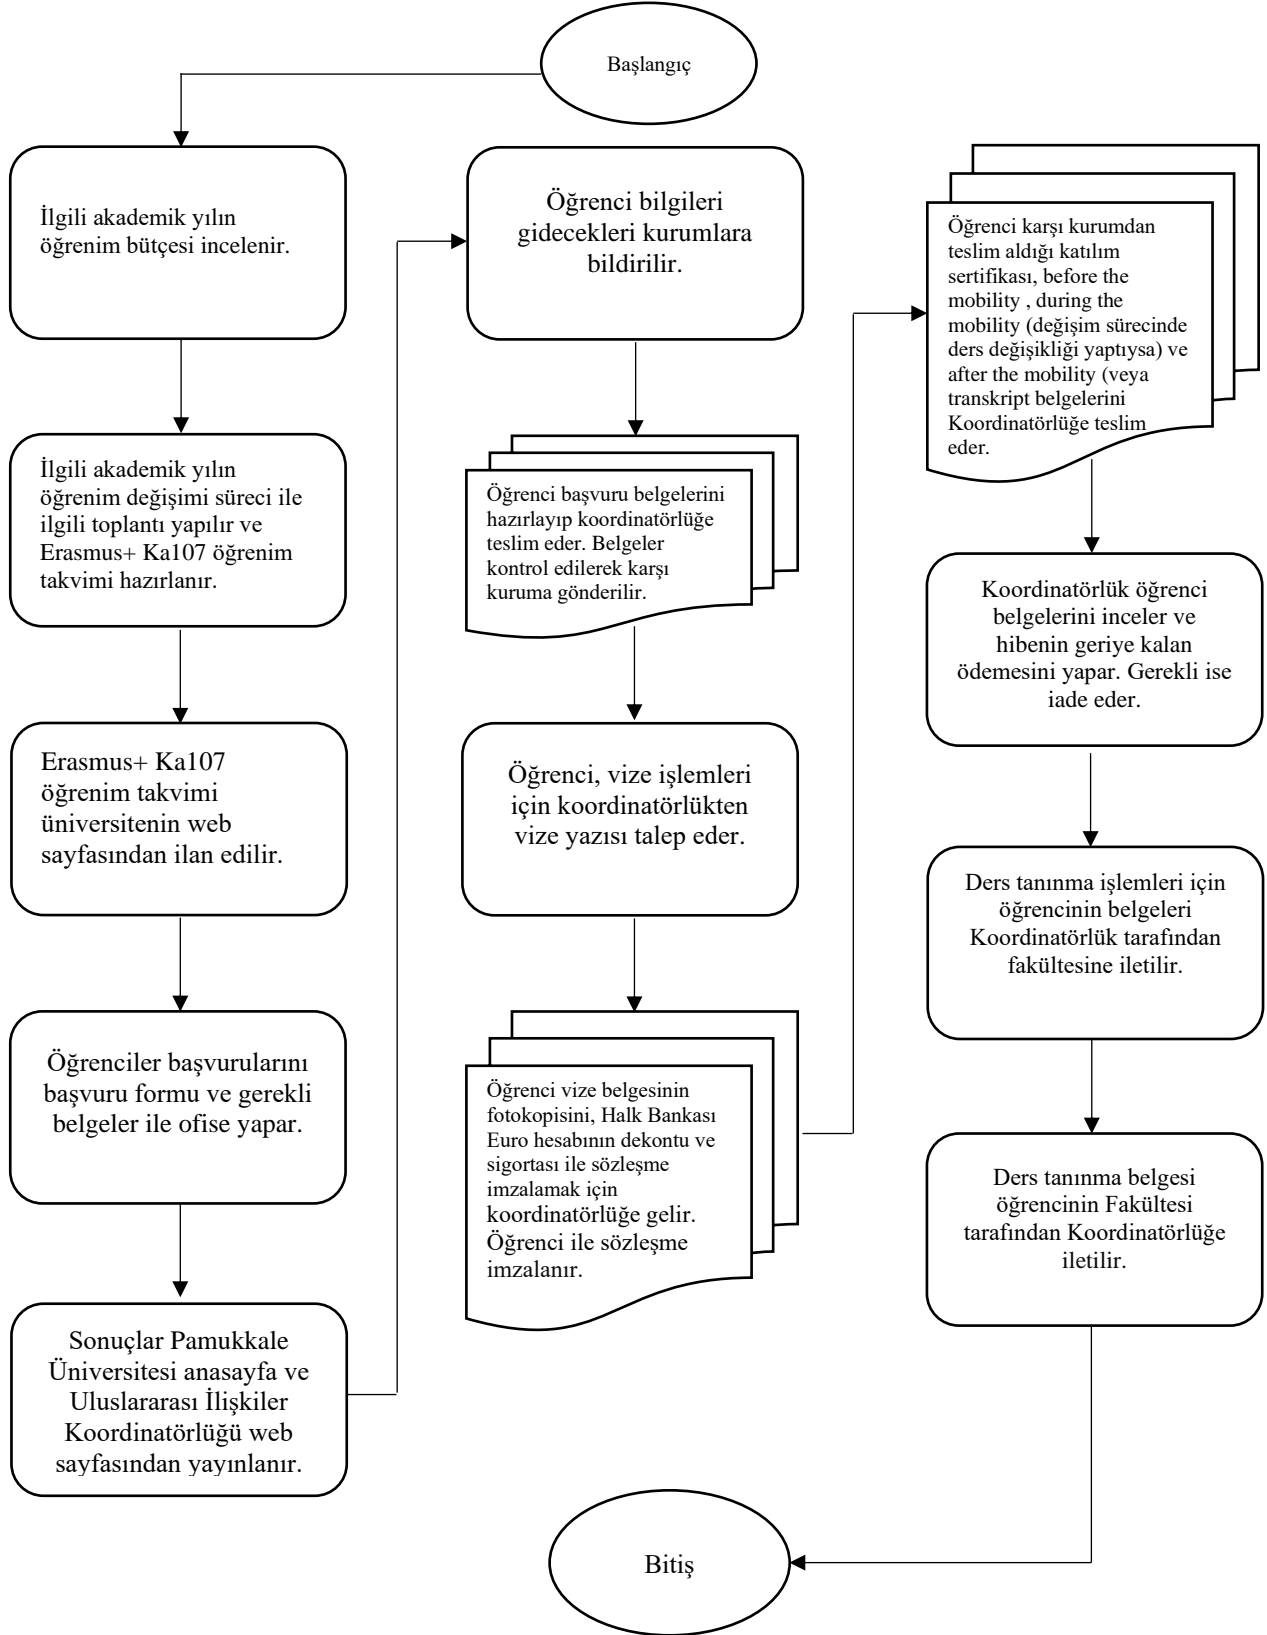 Başlangıç
İlgili akademik yılın
öğrenim bütçesi incelenir.
İlgili akademik yılın
öğrenim değişimi süreci ile
ilgili toplantı yapılır ve
Erasmus+ Ka107 öğrenim
takvimi hazırlanır.
Erasmus+ Ka107
öğrenim takvimi
üniversitenin web
sayfasından ilan edilir.
Öğrenciler başvurularını
başvuru formu ve gerekli
belgeler ile ofise yapar.
Sonuçlar Pamukkale
Üniversitesi anasayfa ve
Uluslararası İlişkiler
Koordinatörlüğü web
sayfasından yayınlanır.
Öğrenci bilgileri
gidecekleri kurumlara
bildirilir.
Öğrenci başvuru belgelerini
hazırlayıp koordinatörlüğe
teslim eder. Belgeler
kontrol edilerek karşı
kuruma gönderilir.
Öğrenci, vize işlemleri
için koordinatörlükten
vize yazısı talep eder.
Öğrenci vize belgesinin
fotokopisini, Halk Bankası
Euro hesabının dekontu ve
sigortası ile sözleşme
imzalamak için
koordinatörlüğe gelir.
Öğrenci ile sözleşme
imzalanır.
Öğrenci karşı kurumdan
teslim aldığı katılım
sertifikası, before the
mobility , during the
mobility (değişim sürecinde
ders değişikliği yaptıysa) ve
after the mobility (veya
transkript belgelerini
Koordinatörlüğe teslim
eder.
Koordinatörlük öğrenci
belgelerini inceler ve
hibenin geriye kalan
ödemesini yapar. Gerekli ise
iade eder.
Ders tanınma işlemleri için
öğrencinin belgeleri
Koordinatörlük tarafından
fakültesine iletilir.
Ders tanınma belgesi
öğrencinin Fakültesi
tarafından Koordinatörlüğe
iletilir.
Bitiş